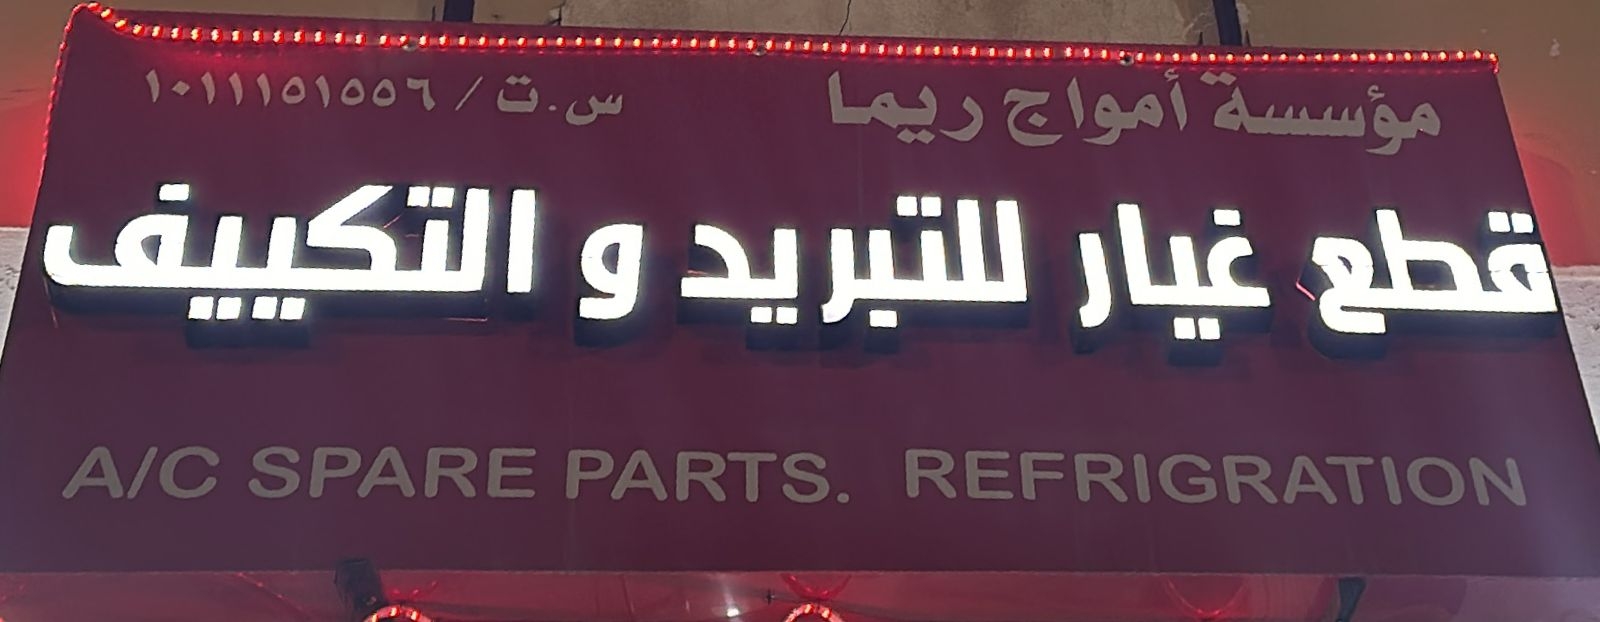 مؤسسة أمواج ريما س.ت / ١٠١١١٥١٥٥٦
قطع غيار للتبريد و التكييف
A/C SPARE PARTS. REFRIGRATION